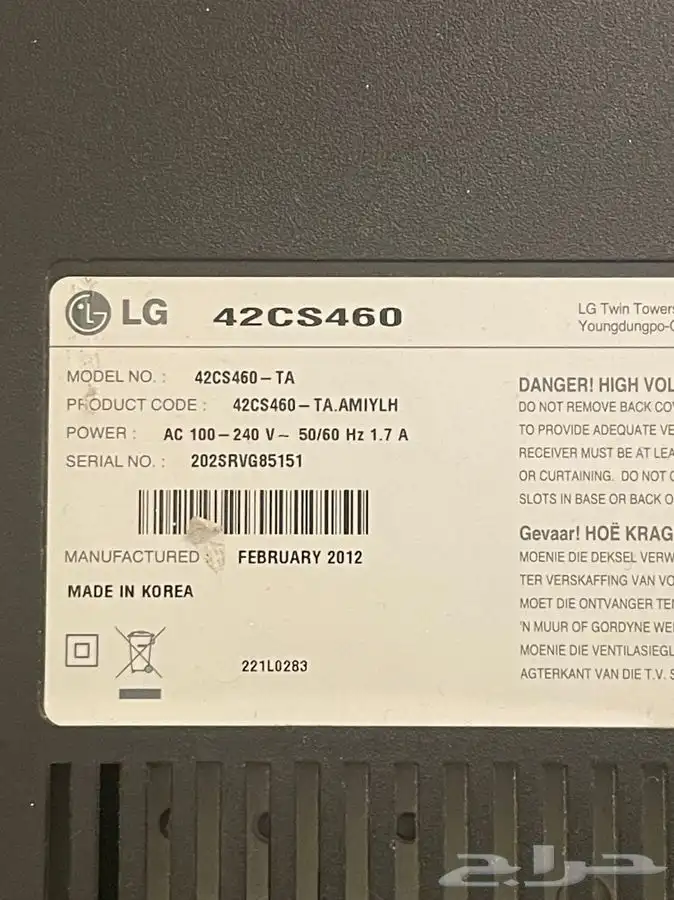 LG 42CS460
LG Twin Towers
Youngdungpo-
MODEL NO. : 42CS460-TA
PRODUCT CODE : 42CS460-TA.AMIYLH
POWER : AC 100-240 V~ 50/60 Hz 1.7 A
SERIAL NO. : 202SRVG85151
MANUFACTURED : FEBRUARY 2012
MADE IN KOREA
221L0283
DANGER! HIGH VOL
DO NOT REMOVE BACK CO
TO PROVIDE ADEQUATE VE
RECEIVER MUST BE AT LEA
OR CURTAINING. DO NOT
SLOTS IN BASE OR BACK O
Gevaar! HOË KRAG
MOENIE DIE DEKSEL VERW
TER VERSKAFFING VAN VO
MOET DIE ONTVANGER TE
'N MUUR OF GORDYNE WE
MOENIE DIE VENTILASIEGL
AGTERKANT VAN DIE T.V. S
حراج